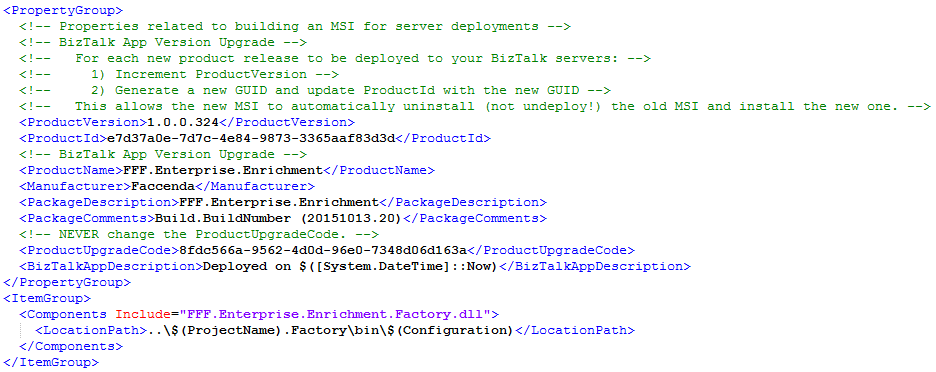 <PropertyGroup>
<!-- Properties related to building an MSI for server deployments -->
<!-- BizTalk App Version Upgrade -->
<!--   For each new product release to be deployed to your BizTalk servers: -->
<!--     1) Increment ProductVersion -->
<!--     2) Generate a new GUID and update ProductId with the new GUID -->
<!--   This allows the new MSI to automatically uninstall (not undeploy!) the old MSI and install the new one. -->
<ProductVersion>1.0.0.324</ProductVersion>
<ProductId>e7d37a0e-7d7c-4e84-9873-3365aaf83d3d</ProductId>
<!-- BizTalk App Version Upgrade -->
<ProductName>FFF.Enterprise.Enrichment</ProductName>
<Manufacturer>Faccenda</Manufacturer>
<PackageDescription>FFF.Enterprise.Enrichment</PackageDescription>
<PackageComments>Build.BuildNumber (20151013.20)</PackageComments>
<!-- NEVER change the ProductUpgradeCode. -->
<ProductUpgradeCode>8fdc566a-9562-4d0d-96e0-7348d06d163a</ProductUpgradeCode>
<BizTalkAppDescription>Deployed on $([System.DateTime]::Now)</BizTalkAppDescription>
</PropertyGroup>
<ItemGroup>
<Components Include="FFF.Enterprise.Enrichment.Factory.dll">
<LocationPath>..\$(ProjectName).Factory\bin\$(Configuration)</LocationPath>
</Components>
</ItemGroup>